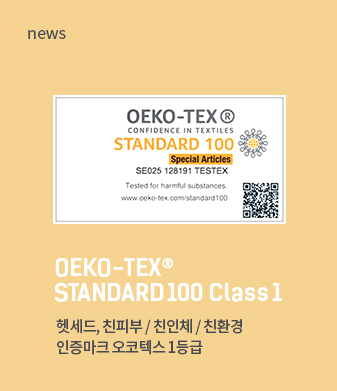 news
OEKO-TEX®
CONFIDENCE IN TEXTILES
STANDARD 100
Special Articles
SE025 128191 TESTEX
Tested for harmful substances.
www.oeko-tex.com/standard100
OEKO-TEX®
STANDARD 100 Class 1
헷세드, 친피부 / 친인체 / 친환경
인증마크 오코텍스 1등급